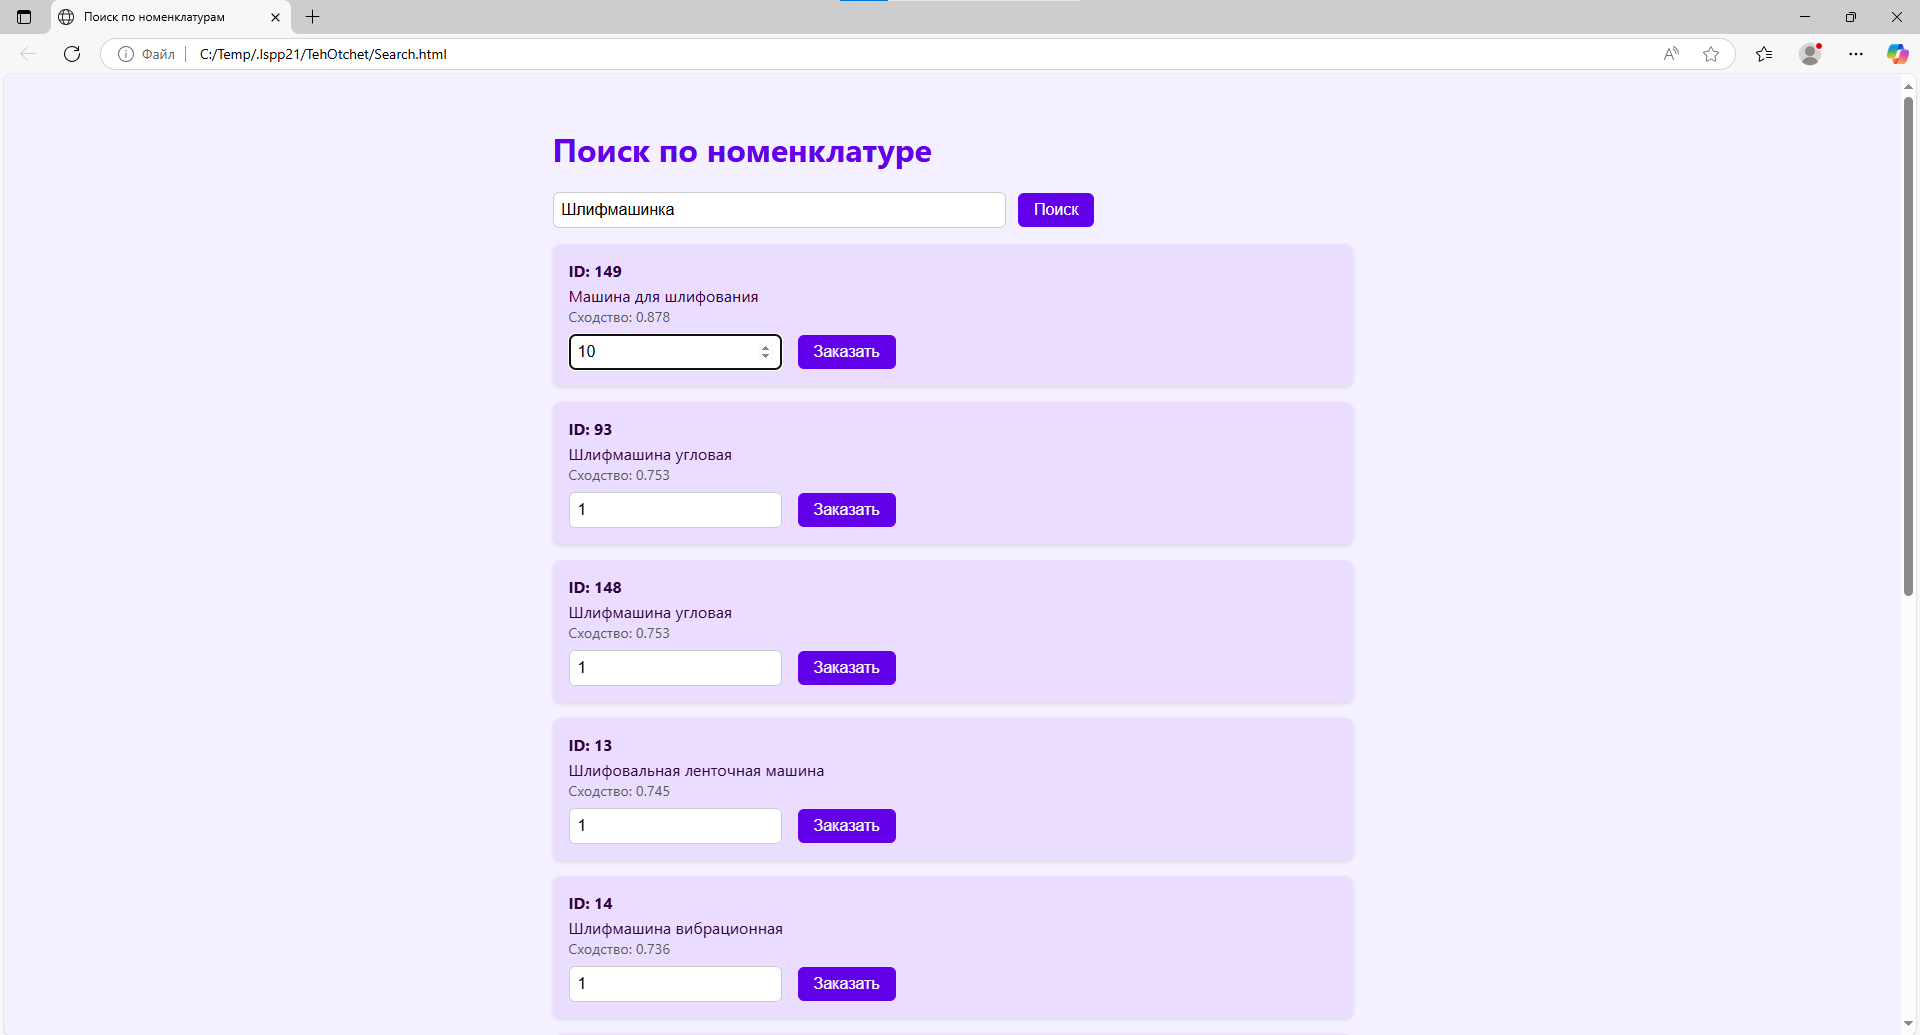 Поиск по номенклатурам
Файл C:/Temp/.lspp21/TehOtchet/Search.html
Поиск по номенклатуре
Шлифмашинка Поиск
ID: 149
Машина для шлифования
Сходство: 0.878
10 Заказать
ID: 93
Шлифмашина угловая
Сходство: 0.753
1 Заказать
ID: 148
Шлифмашина угловая
Сходство: 0.753
1 Заказать
ID: 13
Шлифовальная ленточная машина
Сходство: 0.745
1 Заказать
ID: 14
Шлифмашина вибрационная
Сходство: 0.736
1 Заказать